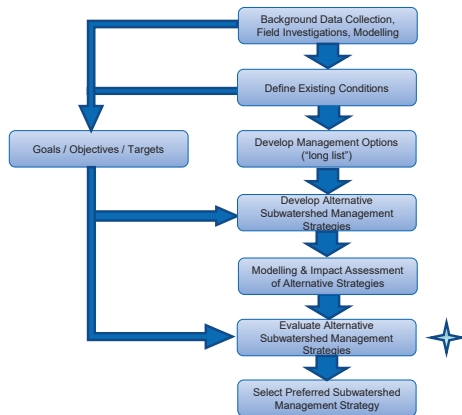 Background Data Collection,
Field Investigations, Modelling
Define Existing Conditions
Goals / Objectives / Targets
Develop Management Options
(“long list”)
Develop Alternative
Subwatershed Management
Strategies
Modelling & Impact Assessment
of Alternative Strategies
Evaluate Alternative
Subwatershed Management
Strategies
Select Preferred Subwatershed
Management Strategy